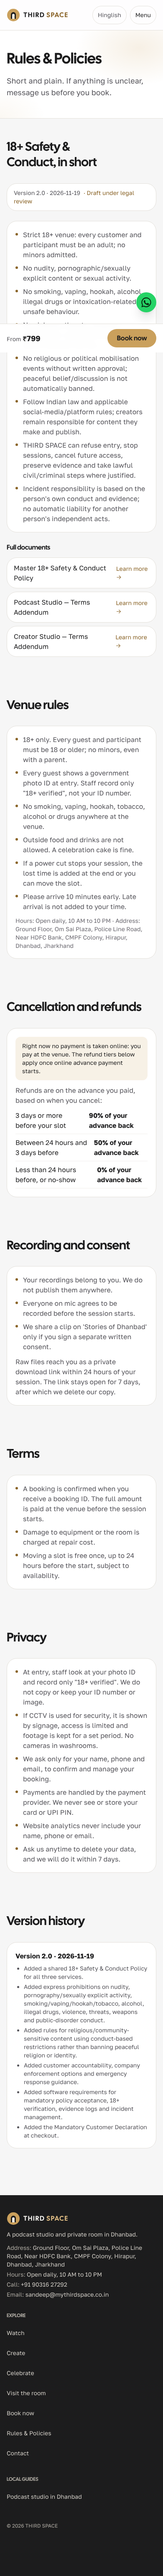 THIRD SPACE
Hinglish
Menu
Rules & Policies
Short and plain. If anything is unclear,
message us before you book.
18+ Safety &
Conduct, in short
Version 2.0 · 2026-11-19 · Draft under legal
review
Strict 18+ venue: every customer and
participant must be an adult; no
minors admitted.
No nudity, pornographic/sexually
explicit content or sexual activity.
No smoking, vaping, hookah, alcohol,
illegal drugs or intoxication-related
unsafe behaviour.
From ₹799
Book now
No religious or political mobilisation
events without written approval;
peaceful belief/discussion is not
automatically banned.
Follow Indian law and applicable
social-media/platform rules; creators
remain responsible for content they
make and publish.
THIRD SPACE can refuse entry, stop
sessions, cancel future access,
preserve evidence and take lawful
civil/criminal steps where justified.
Incident responsibility is based on the
person's own conduct and evidence;
no automatic liability for another
person's independent acts.
Full documents
Master 18+ Safety & Conduct
Policy
Learn more
→
Podcast Studio — Terms
Addendum
Learn more
→
Creator Studio — Terms
Addendum
Learn more
→
Venue rules
18+ only. Every guest and participant
must be 18 or older; no minors, even
with a parent.
Every guest shows a government
photo ID at entry. Staff record only
"18+ verified", not your ID number.
No smoking, vaping, hookah, tobacco,
alcohol or drugs anywhere at the
venue.
Outside food and drinks are not
allowed. A celebration cake is fine.
If a power cut stops your session, the
lost time is added at the end or you
can move the slot.
Please arrive 10 minutes early. Late
arrival is not added to your time.
Hours: Open daily, 10 AM to 10 PM · Address:
Ground Floor, Om Sai Plaza, Police Line Road,
Near HDFC Bank, CMPF Colony, Hirapur,
Dhanbad, Jharkhand
Cancellation and refunds
Right now no payment is taken online: you
pay at the venue. The refund tiers below
apply once online advance payment
starts.
Refunds are on the advance you paid,
based on when you cancel:
3 days or more
before your slot
90% of your
advance back
Between 24 hours and
3 days before
50% of your
advance back
Less than 24 hours
before, or no-show
0% of your
advance back
Recording and consent
Your recordings belong to you. We do
not publish them anywhere.
Everyone on mic agrees to be
recorded before the session starts.
We share a clip on 'Stories of Dhanbad'
only if you sign a separate written
consent.
Raw files reach you as a private
download link within 24 hours of your
session. The link stays open for 7 days,
after which we delete our copy.
Terms
A booking is confirmed when you
receive a booking ID. The full amount
is paid at the venue before the session
starts.
Damage to equipment or the room is
charged at repair cost.
Moving a slot is free once, up to 24
hours before the start, subject to
availability.
Privacy
At entry, staff look at your photo ID
and record only "18+ verified". We do
not copy or keep your ID number or
image.
If CCTV is used for security, it is shown
by signage, access is limited and
footage is kept for a set period. No
cameras in washrooms.
We ask only for your name, phone and
email, to confirm and manage your
booking.
Payments are handled by the payment
provider. We never see or store your
card or UPI PIN.
Website analytics never include your
name, phone or email.
Ask us anytime to delete your data,
and we will do it within 7 days.
Version history
Version 2.0 · 2026-11-19
Added a shared 18+ Safety & Conduct Policy
for all three services.
Added express prohibitions on nudity,
pornography/sexually explicit activity,
smoking/vaping/hookah/tobacco, alcohol,
illegal drugs, violence, threats, weapons
and public-disorder conduct.
Added rules for religious/community-
sensitive content using conduct-based
restrictions rather than banning peaceful
religion or identity.
Added customer accountability, company
enforcement options and emergency
response guidance.
Added software requirements for
mandatory policy acceptance, 18+
verification, evidence logs and incident
management.
Added the Mandatory Customer Declaration
at checkout.
THIRD SPACE
A podcast studio and private room in Dhanbad.
Address: Ground Floor, Om Sai Plaza, Police Line
Road, Near HDFC Bank, CMPF Colony, Hirapur,
Dhanbad, Jharkhand
Hours: Open daily, 10 AM to 10 PM
Call: +91 90316 27292
Email: sandeep@mythirdspace.co.in
EXPLORE
Watch
Create
Celebrate
Visit the room
Book now
Rules & Policies
Contact
LOCAL GUIDES
Podcast studio in Dhanbad
© 2026 THIRD SPACE